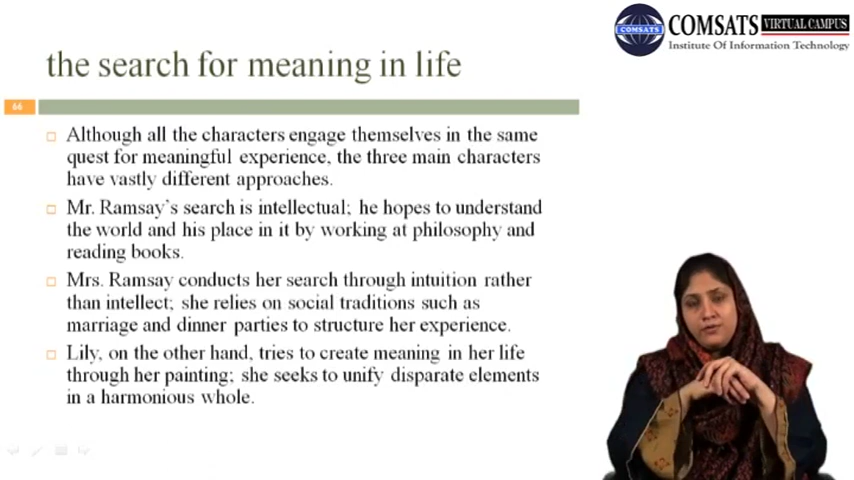 COMSATS VIRTUAL CAMPUS
Institute Of Information Technology
COMSATS
the search for meaning in life
66
Although all the characters engage themselves in the same
quest for meaningful experience, the three main characters
have vastly different approaches.
Mr. Ramsay's search is intellectual; he hopes to understand
the world and his place in it by working at philosophy and
reading books.
Mrs. Ramsay conducts her search through intuition rather
than intellect; she relies on social traditions such as
marriage and dinner parties to structure her experience.
Lily, on the other hand, tries to create meaning in her life
through her painting; she seeks to unify disparate elements
in a harmonious whole.